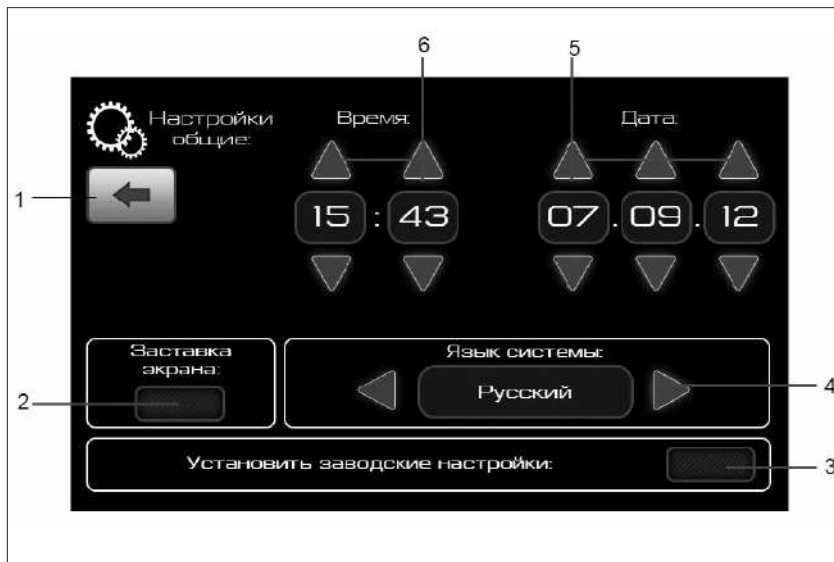 6
5
Настройки
общие:
Время:
Дата:
1
15 : 43
07.09.12
Заставка
экрана:
2
Язык системы:
Русский
4
Установить заводские настройки:
3